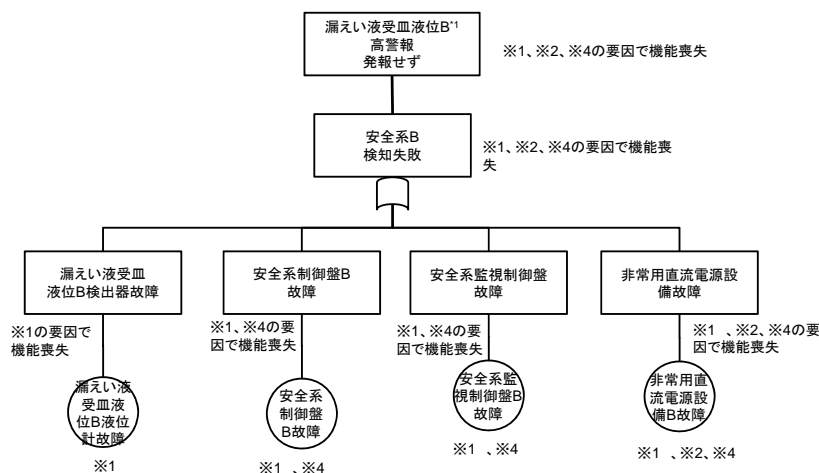 漏えい液受皿液位B*1
高警報
発報せず
※1、※2、※4の要因で機能喪失
安全系B
検知失敗
※1、※2、※4の要因で機能喪
失
漏えい液受皿
液位B検出器故障
安全系制御盤B
故障
安全系監視制御盤
故障
非常用直流電源設
備故障
※1の要因で
機能喪失
※1、※4の要
因で機能喪失
※1、※4の要
因で機能喪失
※1 、※2、※4の要
因で機能喪失
漏えい液
受皿液
位B液位
計故障
安全系
制御盤
B故障
安全系監
視制御盤B
故障
非常用直
流電源設
備B故障
※1
※1 、※4
※1 、※4
※1 、※2、※4